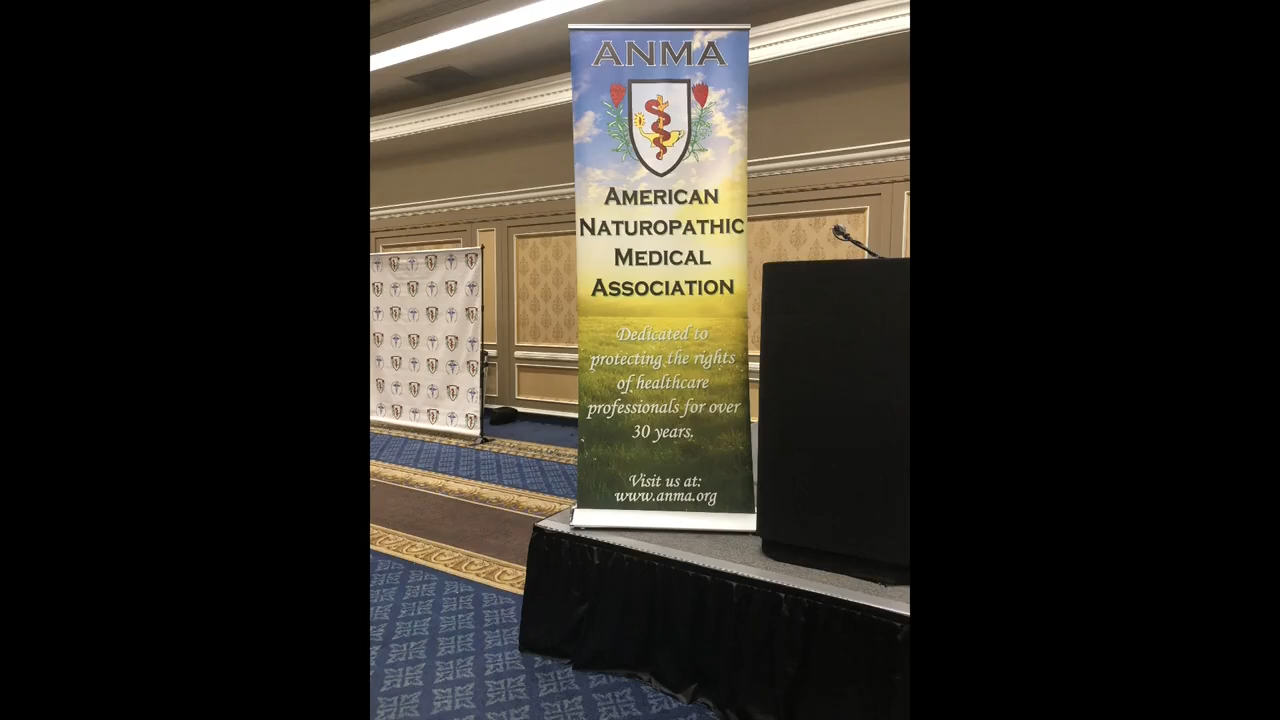 ANMA
AMERICAN
NATUROPATHIC
MEDICAL
ASSOCIATION
Dedicated to
protecting the rights
of healthcare
professionals for over
30 years.
Visit us at:
www.anma.org